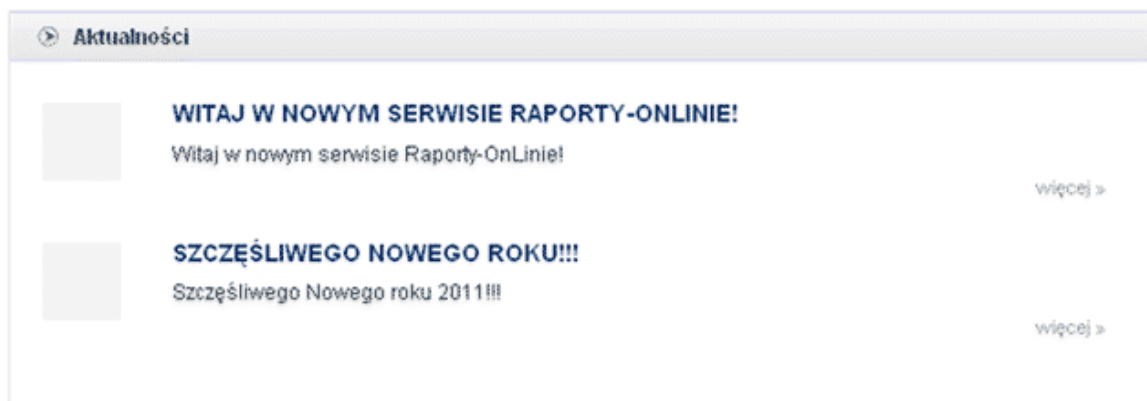 Aktualności
WITAJ W NOWYM SERWISIE RAPORTY-ONLINIE!
Witaj w nowym serwisie Raporty-OnLinie!
więcej »
SZCZĘŚLIWEGO NOWEGO ROKU!!!
Szczęśliwego Nowego roku 2011!!!
więcej »